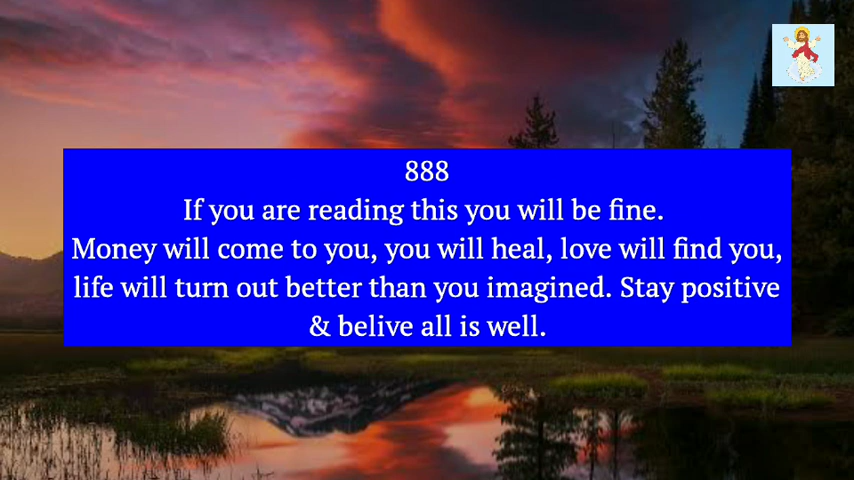 888
If you are reading this you will be fine.
Money will come to you, you will heal, love will find you,
life will turn out better than you imagined. Stay positive
& belive all is well.